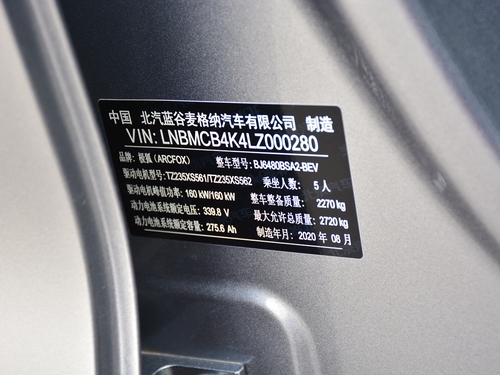 中国 北汽蓝谷麦格纳汽车有限公司 制造
VIN: LNBMCB4K4LZ000280
品牌: 极狐 (ARCFOX) 整车型号: BJ6480BSA2-BEV
驱动电机型号: TZ235XS561/TZ235XS562 乘坐人数: 5人
驱动电机峰值功率: 160 kW/160 kW 整车整备质量: 2270 kg
动力电池系统额定电压: 339.8 V 最大允许总质量: 2720 kg
动力电池系统额定容量: 275.6 Ah 制造年月: 2020 年 08 月